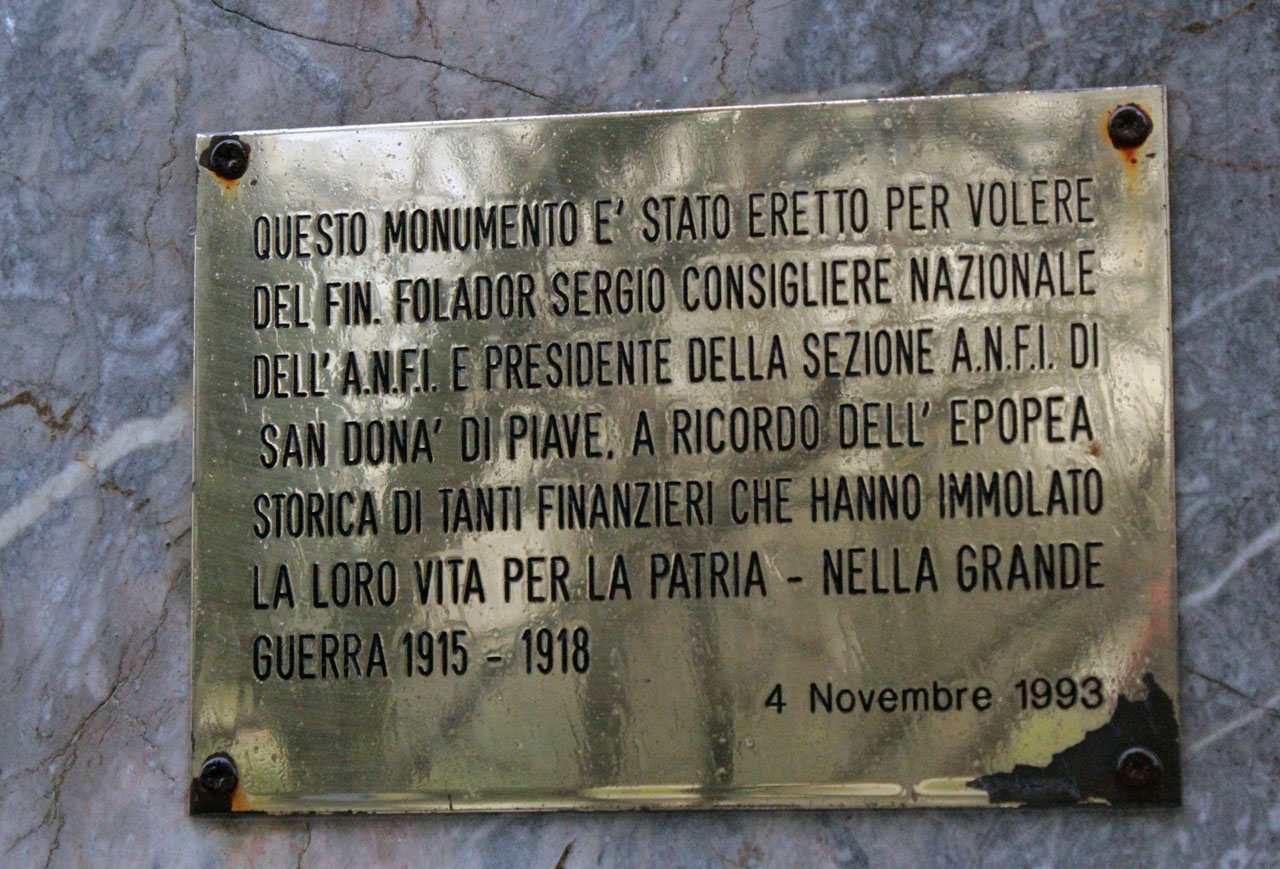 QUESTO MONUMENTO E' STATO ERETTO PER VOLERE
DEL FIN. FOLADOR SERGIO CONSIGLIERE NAZIONALE
DELL' A.N.F.I. E PRESIDENTE DELLA SEZIONE A.N.F.I. DI
SAN DONA' DI PIAVE, A RICORDO DELL' EPOPEA
STORICA DI TANTI FINANZIERI CHE HANNO IMMOLATO
LA LORO VITA PER LA PATRIA - NELLA GRANDE
GUERRA 1915 - 1918
4 Novembre 1993